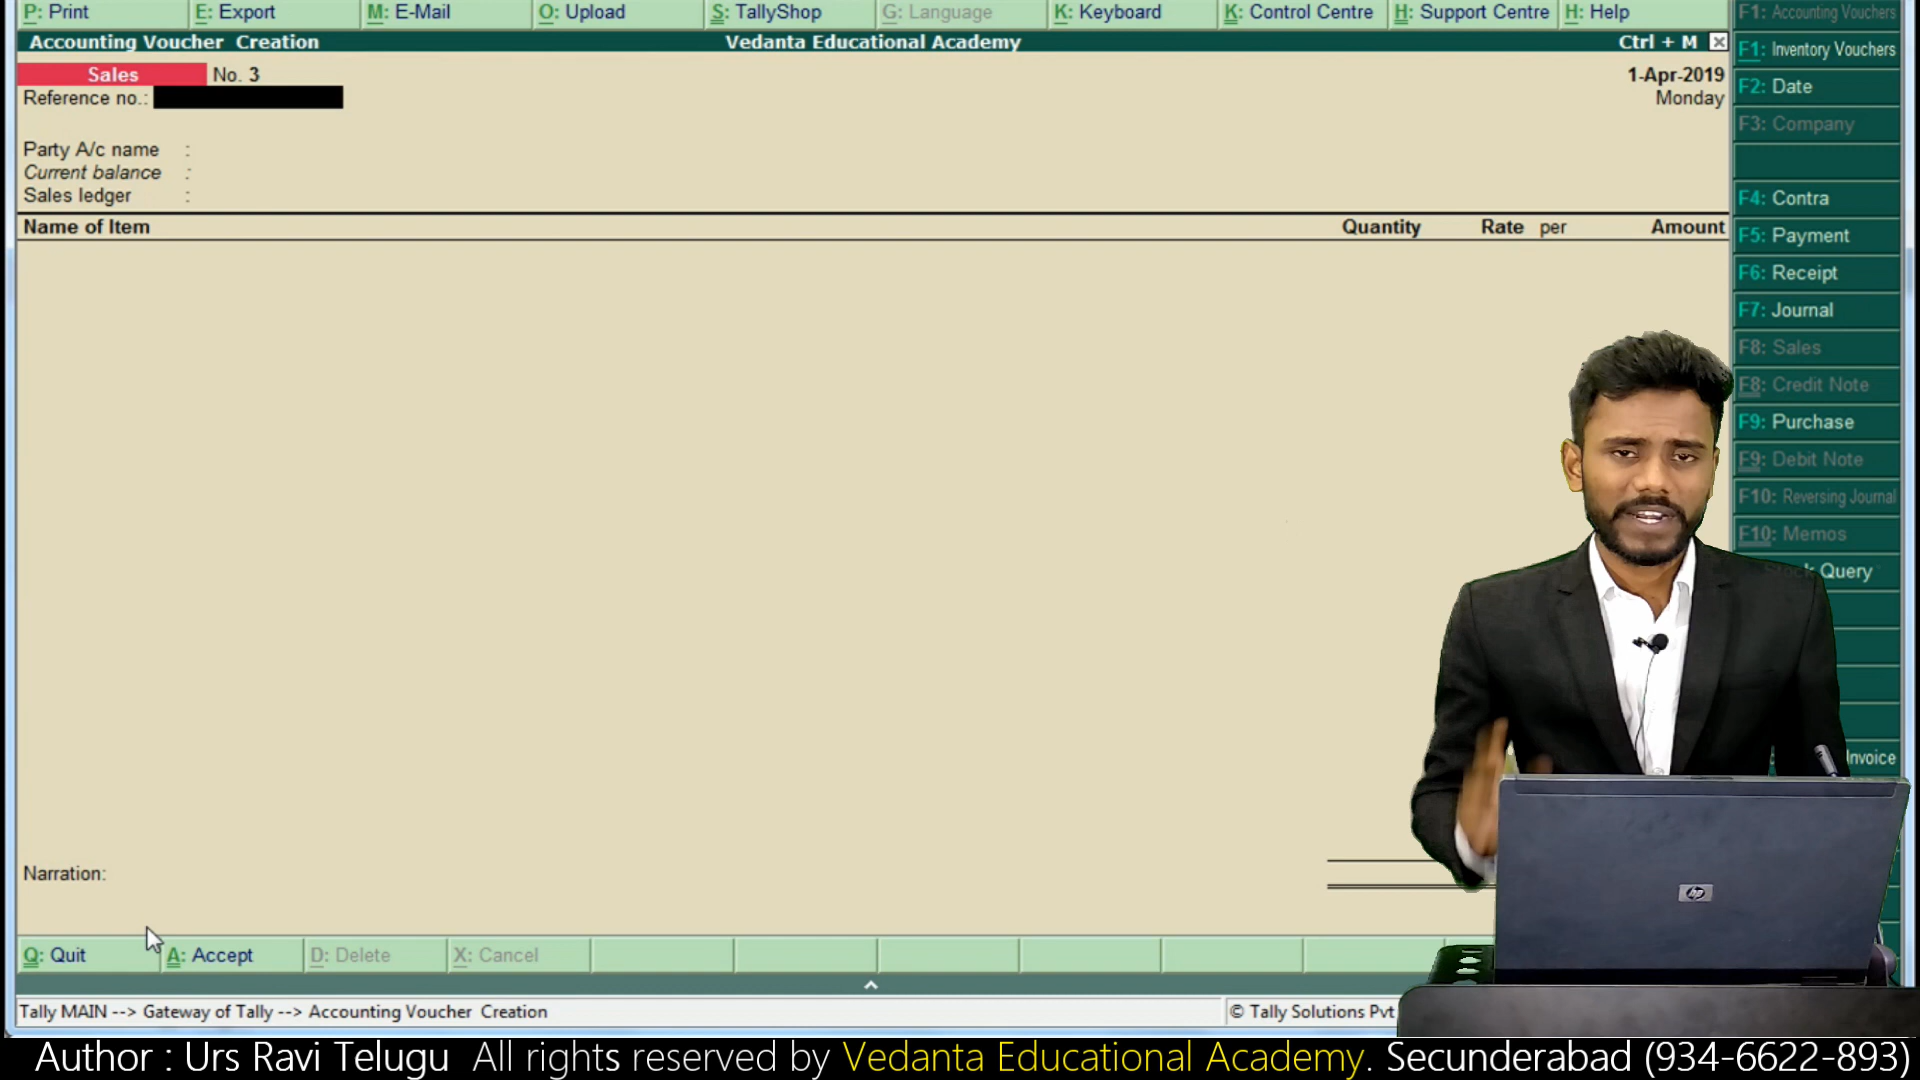 P: Print E: Export M: E-Mail O: Upload S: TallyShop G: Language K: Keyboard K: Control Centre H: Support Centre H: Help
Accounting Voucher Creation Vedanta Educational Academy Ctrl + M
Sales No. 3 1-Apr-2019
Reference no.: Monday
Party A/c name :
Current balance :
Sales ledger :
Name of Item Quantity Rate per Amount
Narration:
F1: Accounting Vouchers
F1: Inventory Vouchers
F2: Date
F3: Company
F4: Contra
F5: Payment
F6: Receipt
F7: Journal
F8: Sales
F8: Credit Note
F9: Purchase
F9: Debit Note
F10: Reversing Journal
F10: Memos
Query
Invoice
hp
Q: Quit A: Accept D: Delete X: Cancel
Tally MAIN --> Gateway of Tally --> Accounting Voucher Creation © Tally Solutions Pvt
Author : Urs Ravi Telugu All rights reserved by Vedanta Educational Academy. Secunderabad (934-6622-893)